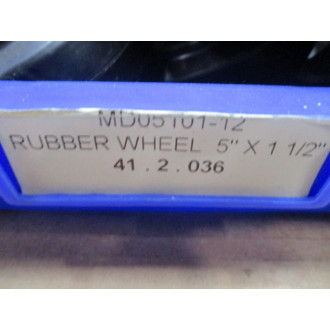 MD05101-12
RUBBER WHEEL 5" X 1 1/2"
41 . 2 . 036